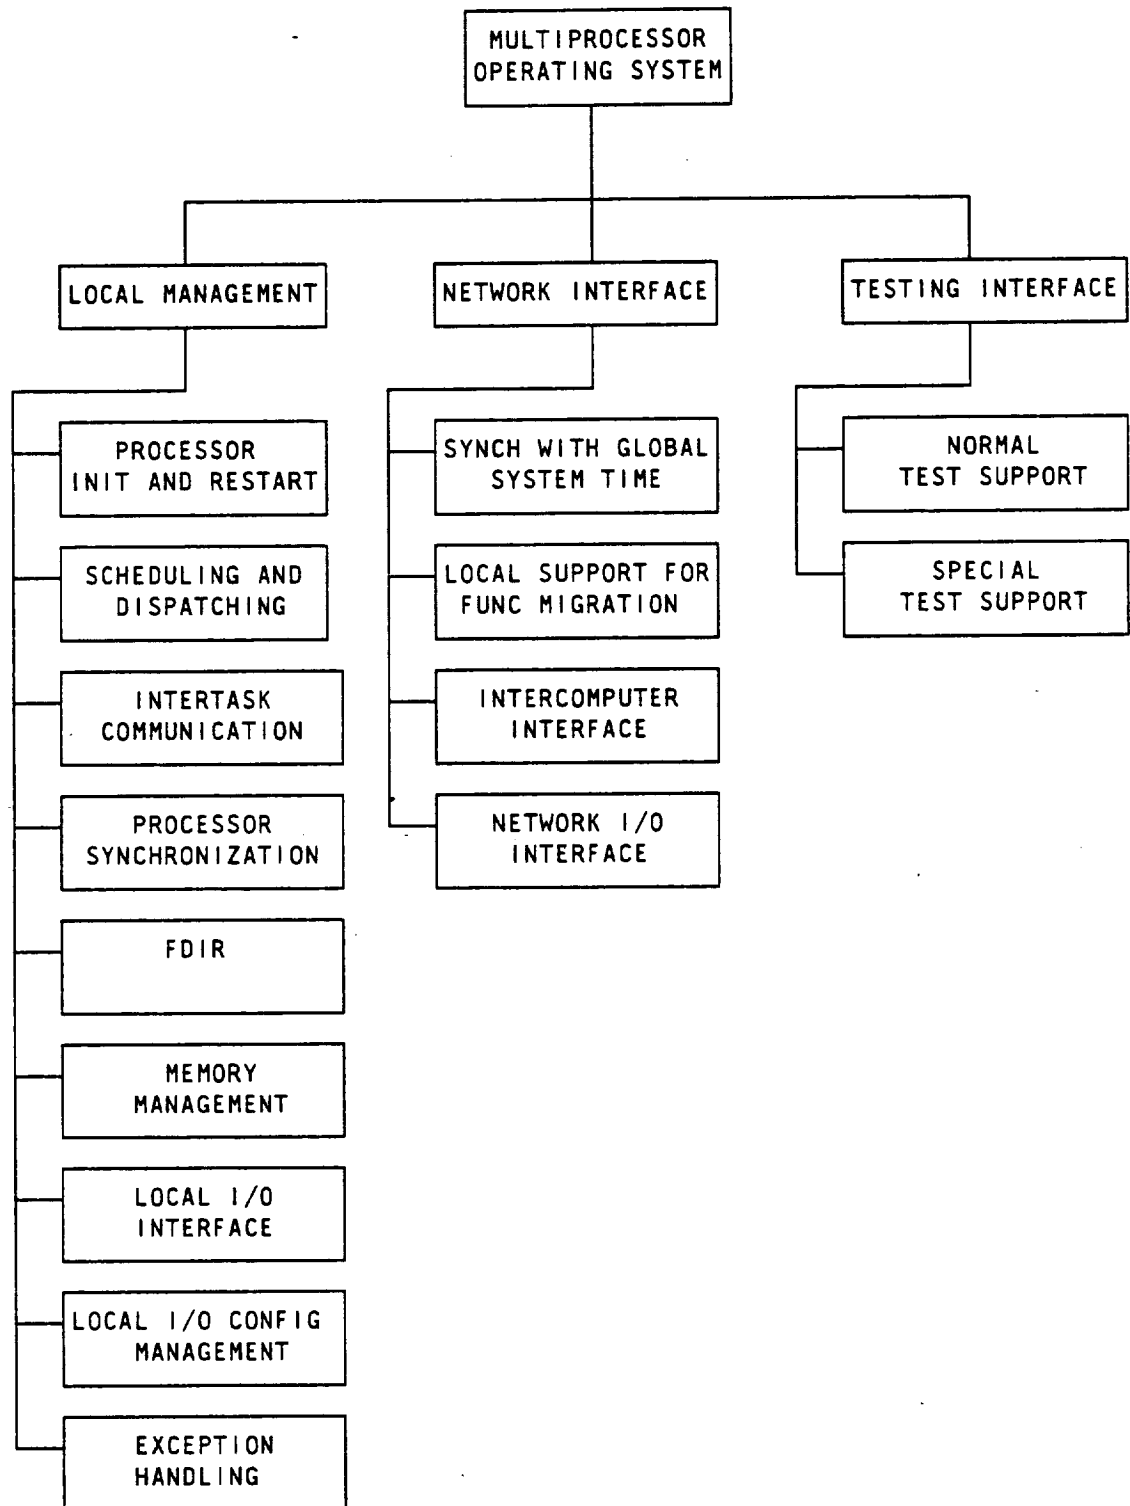 MULTIPROCESSOR
OPERATING SYSTEM
LOCAL MANAGEMENT
NETWORK INTERFACE
TESTING INTERFACE
PROCESSOR
INIT AND RESTART
SCHEDULING AND
DISPATCHING
INTERTASK
COMMUNICATION
PROCESSOR
SYNCHRONIZATION
FDIR
MEMORY
MANAGEMENT
LOCAL I/O
INTERFACE
LOCAL I/O CONFIG
MANAGEMENT
EXCEPTION
HANDLING
SYNCH WITH GLOBAL
SYSTEM TIME
LOCAL SUPPORT FOR
FUNC MIGRATION
INTERCOMPUTER
INTERFACE
NETWORK I/O
INTERFACE
NORMAL
TEST SUPPORT
SPECIAL
TEST SUPPORT